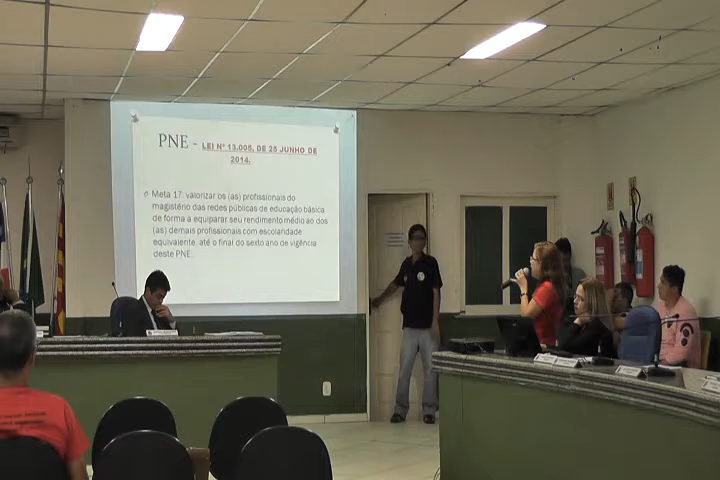 PNE - LEI Nº 13.005, DE 25 JUNHO DE
2014.
Meta 17: valorizar os (as) profissionais do
magistério das redes públicas de educação básica
de forma a equiparar seu rendimento médio ao dos
(as) demais profissionais com escolaridade
equivalente, até o final do sexto ano de vigência
deste PNE.